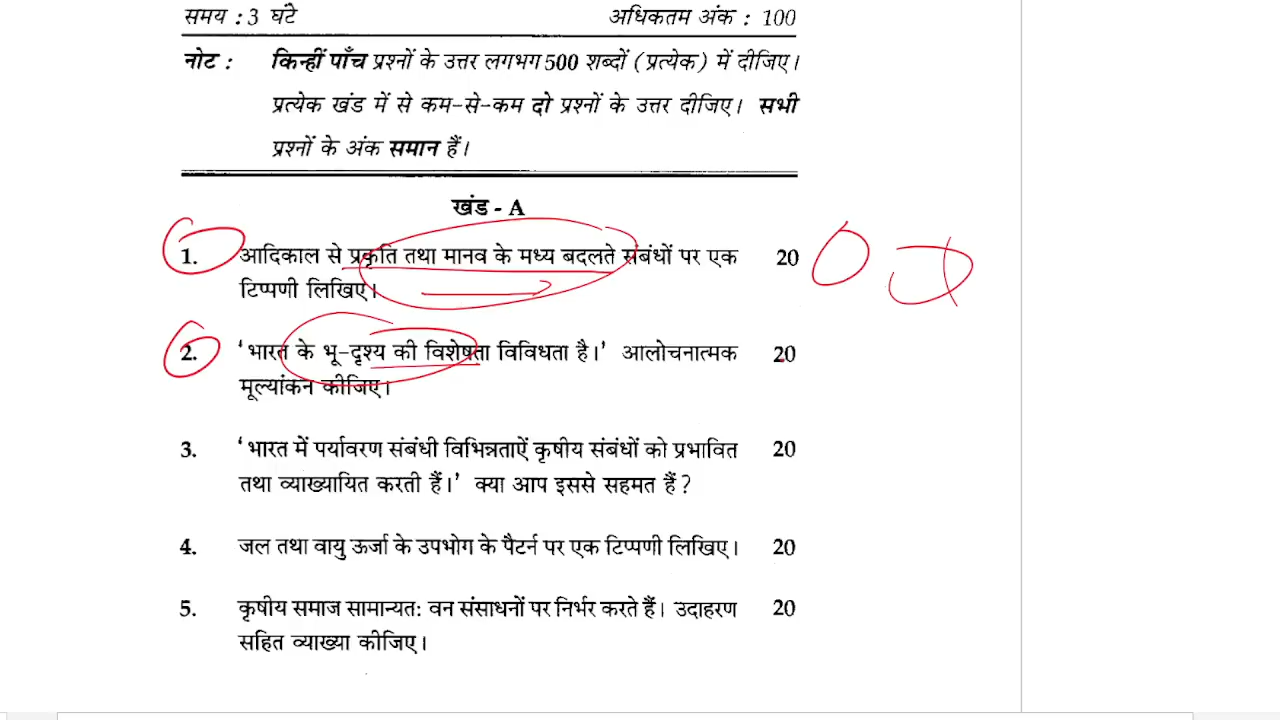 समय : 3 घंटे अधिकतम अंक : 100
नोट : किन्हीं पाँच प्रश्नों के उत्तर लगभग 500 शब्दों (प्रत्येक) में दीजिए।
प्रत्येक खंड में से कम-से-कम दो प्रश्नों के उत्तर दीजिए। सभी
प्रश्नों के अंक समान हैं।
खंड - A
1. आदिकाल से प्रकृति तथा मानव के मध्य बदलते संबंधों पर एक 20
टिप्पणी लिखिए।
2. 'भारत के भू-दृश्य की विशेषता विविधता है।' आलोचनात्मक 20
मूल्यांकन कीजिए।
3. 'भारत में पर्यावरण संबंधी विभिन्नताऐं कृषीय संबंधों को प्रभावित 20
तथा व्याख्यायित करती हैं।' क्या आप इससे सहमत हैं?
4. जल तथा वायु ऊर्जा के उपभोग के पैटर्न पर एक टिप्पणी लिखिए। 20
5. कृषीय समाज सामान्यत: वन संसाधनों पर निर्भर करते हैं। उदाहरण 20
सहित व्याख्या कीजिए।